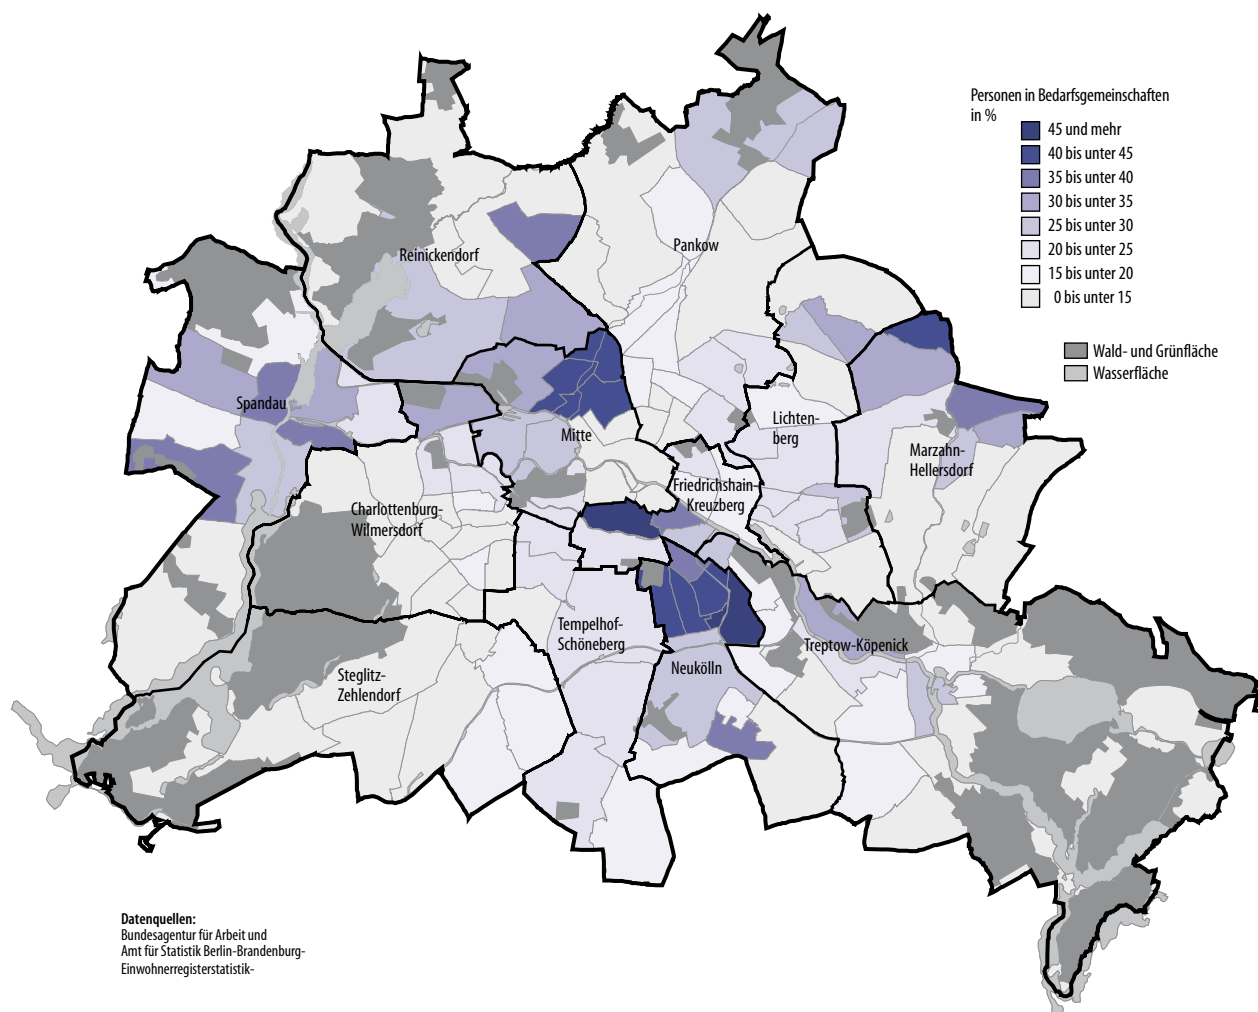 Personen in Bedarfsgemeinschaften
in %
45 und mehr
40 bis unter 45
35 bis unter 40
30 bis unter 35
25 bis unter 30
20 bis unter 25
15 bis unter 20
0 bis unter 15
Wald- und Grünfläche
Wasserfläche
Reinickendorf
Pankow
Spandau
Mitte
Lichten-
berg
Marzahn-
Hellersdorf
Friedrichshain-
Kreuzberg
Charlottenburg-
Wilmersdorf
Tempelhof-
Schöneberg
Treptow-Köpenick
Neukölln
Steglitz-
Zehlendorf
Datenquellen:
Bundesagentur für Arbeit und
Amt für Statistik Berlin-Brandenburg-
Einwohnerregisterstatistik-